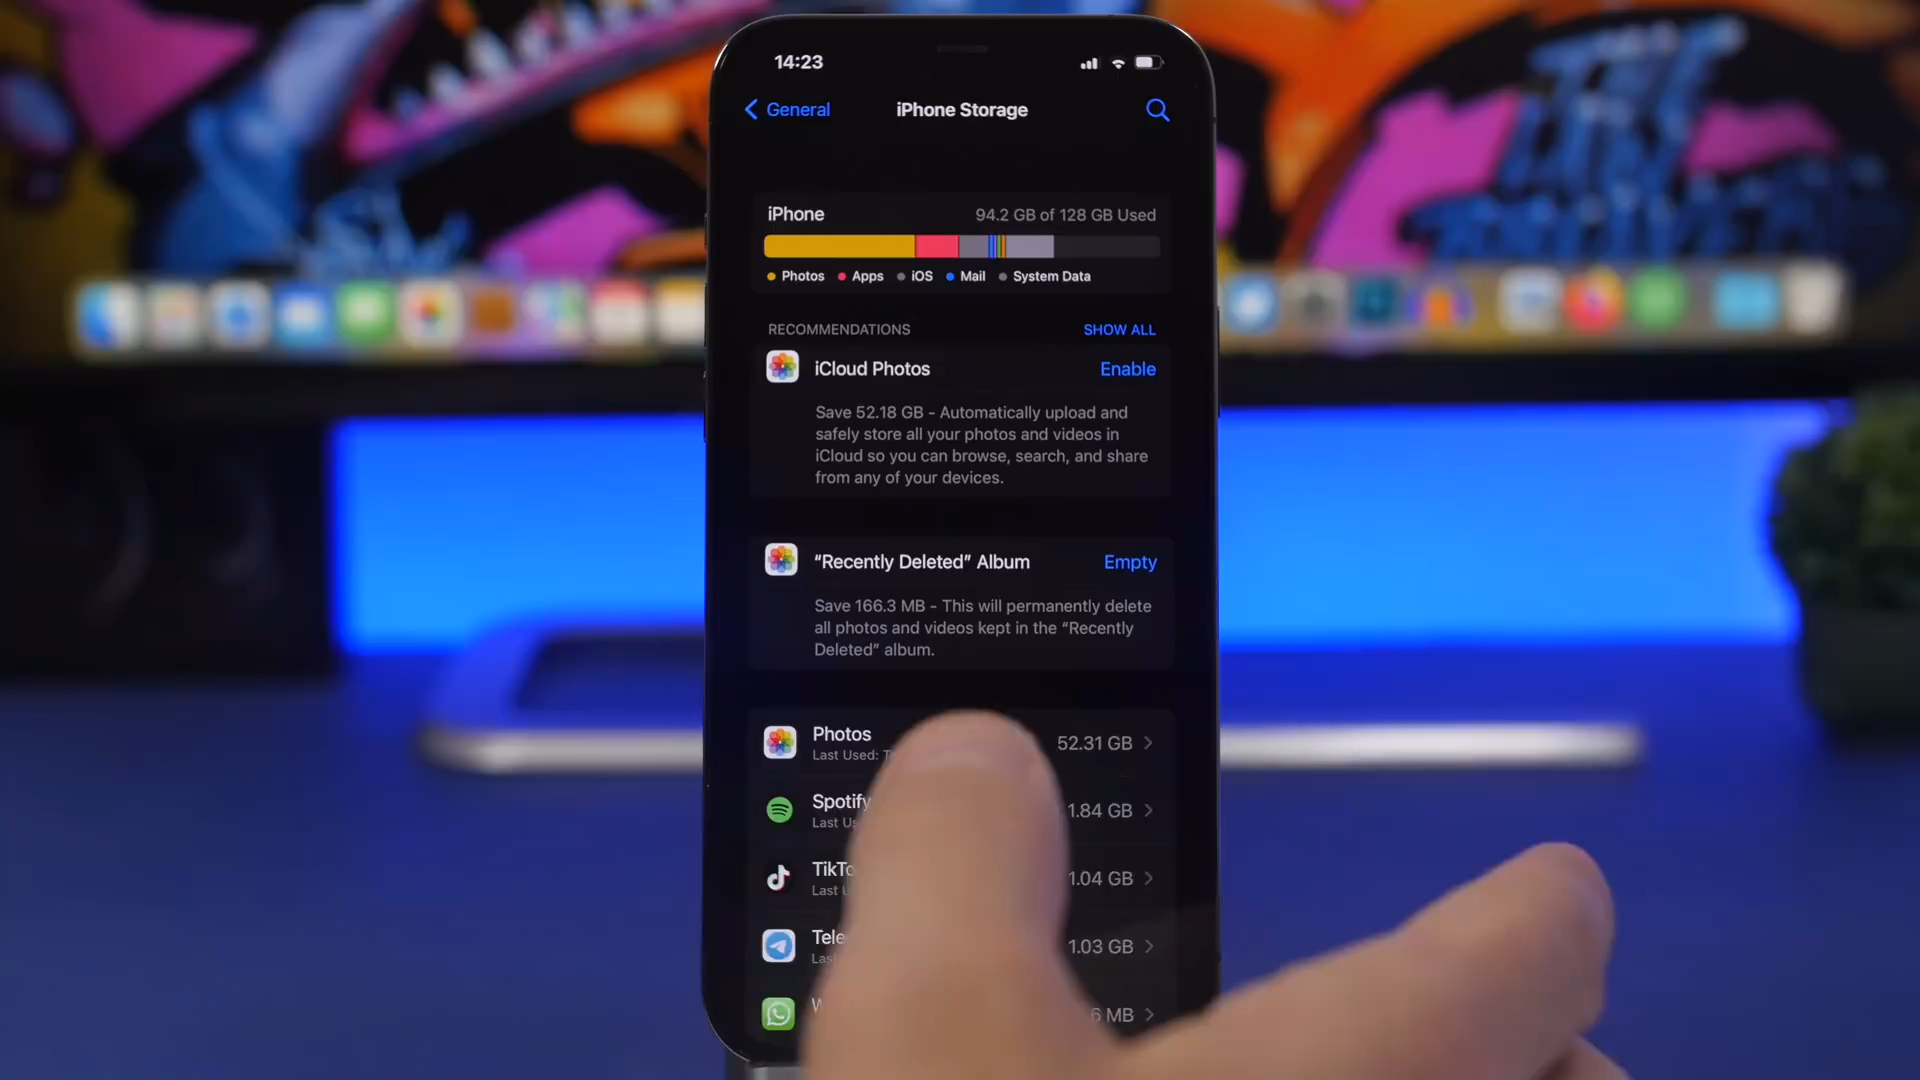 14:23
General
iPhone Storage
iPhone
94.2 GB of 128 GB Used
Photos
Apps
iOS
Mail
System Data
RECOMMENDATIONS
SHOW ALL
iCloud Photos
Enable
Save 52.18 GB - Automatically upload and
safely store all your photos and videos in
iCloud so you can browse, search, and share
from any of your devices.
“Recently Deleted” Album
Empty
Save 166.3 MB - This will permanently delete
all photos and videos kept in the “Recently
Deleted” album.
Photos
52.31 GB
Last Used:
Spotify
1.84 GB
Last
1.04 GB
Last
1.03 GB
MB